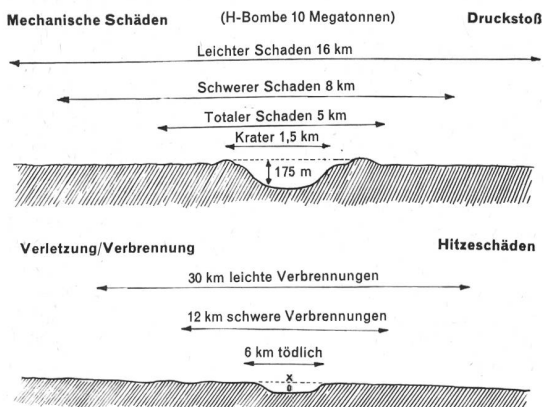 Mechanische Schäden (H-Bombe 10 Megatonnen) Druckstoß
Leichter Schaden 16 km
Schwerer Schaden 8 km
Totaler Schaden 5 km
Krater 1,5 km
175 m
Verletzung/Verbrennung Hitzeschäden
30 km leichte Verbrennungen
12 km schwere Verbrennungen
6 km tödlich
x
0